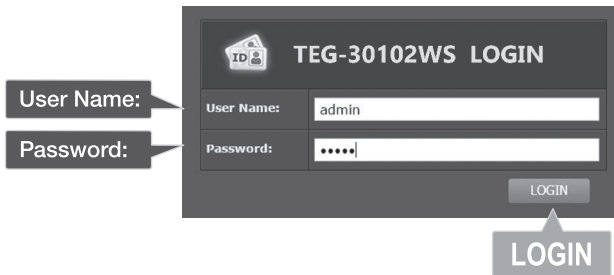 ID
TEG-30102WS LOGIN
User Name:
User Name:
admin
Password:
Password:
•••••
LOGIN
LOGIN